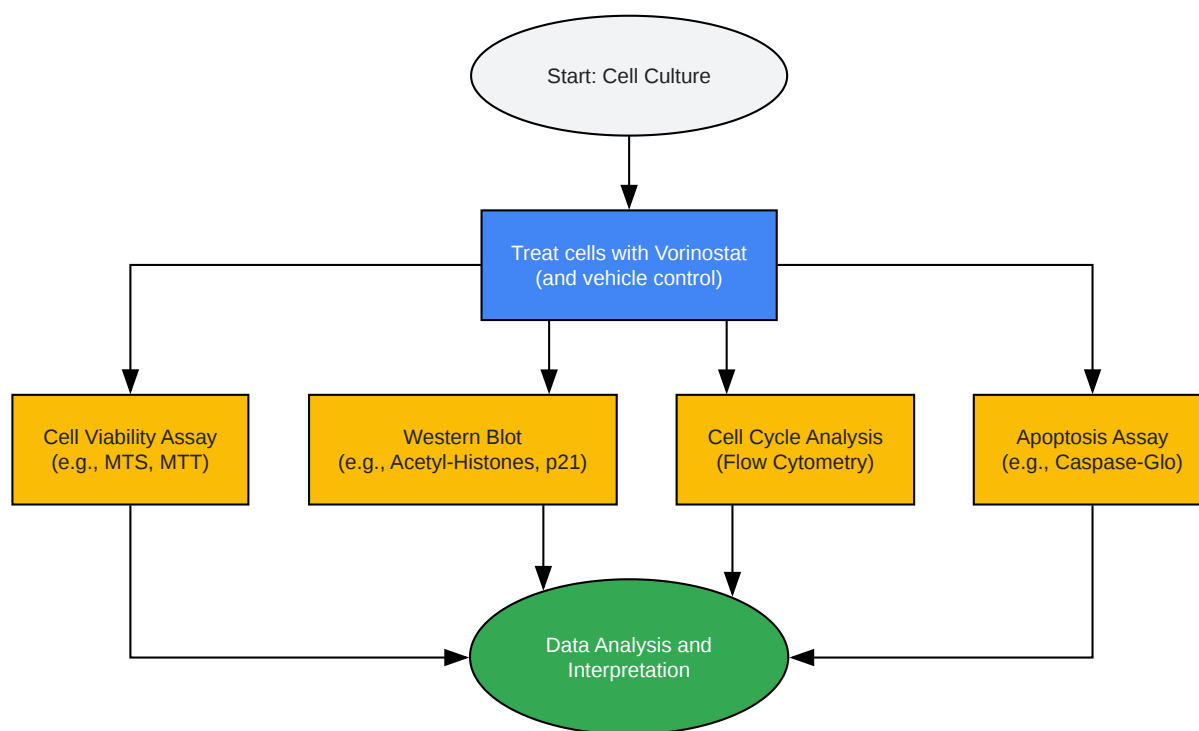 Start: Cell Culture
Treat cells with Vorinostat
(and vehicle control)
Cell Viability Assay
(e.g., MTS, MTT)
Western Blot
(e.g., Acetyl-Histones, p21)
Cell Cycle Analysis
(Flow Cytometry)
Apoptosis Assay
(e.g., Caspase-Glo)
Data Analysis and
Interpretation